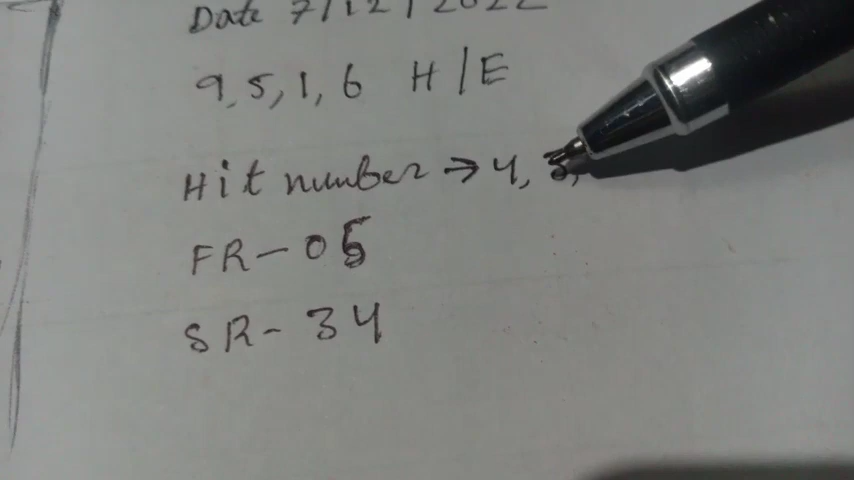 Date 7/12/2022
9,5,1,6 H/E
Hit number → 4,
FR-05
SR-34